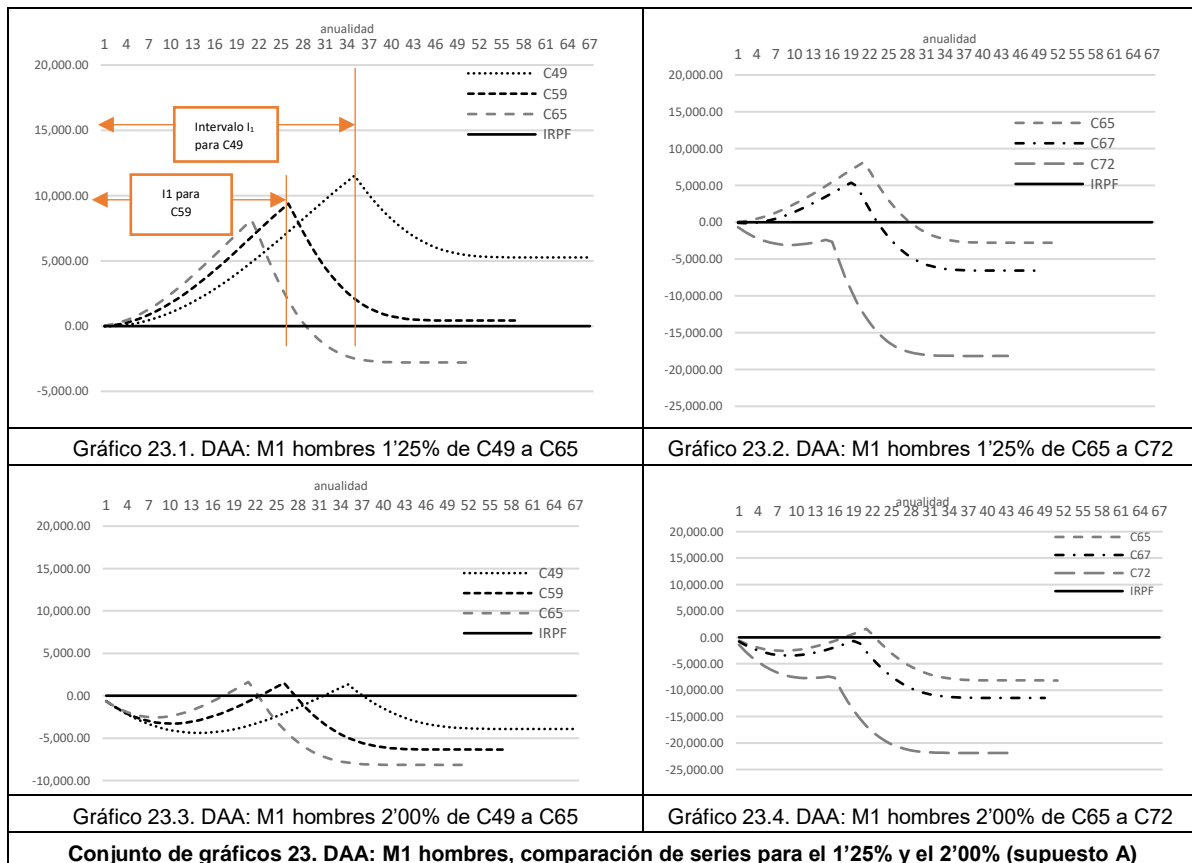 anualidad
1 4 7 10 13 16 19 22 25 28 31 34 37 40 43 46 49 52 55 58 61 64 67
20,000.00
15,000.00
10,000.00
5,000.00
0.00
-5,000.00
C49
C59
C65
IRPF
Intervalo I₁
para C49
I1 para
C59
Gráfico 23.1. DAA: M1 hombres 1'25% de C49 a C65
anualidad
1 4 7 10 13 16 19 22 25 28 31 34 37 40 43 46 49 52 55 58 61 64 67
20,000.00
15,000.00
10,000.00
5,000.00
0.00
-5,000.00
-10,000.00
-15,000.00
-20,000.00
-25,000.00
C65
C67
C72
IRPF
Gráfico 23.2. DAA: M1 hombres 1'25% de C65 a C72
anualidad
1 4 7 10 13 16 19 22 25 28 31 34 37 40 43 46 49 52 55 58 61 64 67
20,000.00
15,000.00
10,000.00
5,000.00
0.00
-5,000.00
-10,000.00
C49
C59
C65
IRPF
Gráfico 23.3. DAA: M1 hombres 2'00% de C49 a C65
anualidad
1 4 7 10 13 16 19 22 25 28 31 34 37 40 43 46 49 52 55 58 61 64 67
20,000.00
15,000.00
10,000.00
5,000.00
0.00
-5,000.00
-10,000.00
-15,000.00
-20,000.00
-25,000.00
C65
C67
C72
IRPF
Gráfico 23.4. DAA: M1 hombres 2'00% de C65 a C72
Conjunto de gráficos 23. DAA: M1 hombres, comparación de series para el 1'25% y el 2'00% (supuesto A)